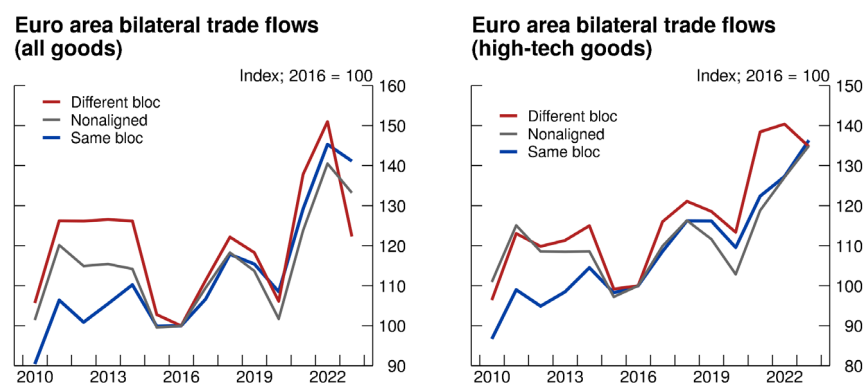 Euro area bilateral trade flows
(all goods)
Index; 2016 = 100
Different bloc
Nonaligned
Same bloc
160
150
140
130
120
110
100
90
2010 2013 2016 2019 2022
Euro area bilateral trade flows
(high-tech goods)
Index; 2016 = 100
Different bloc
Nonaligned
Same bloc
150
140
130
120
110
100
90
80
2010 2013 2016 2019 2022